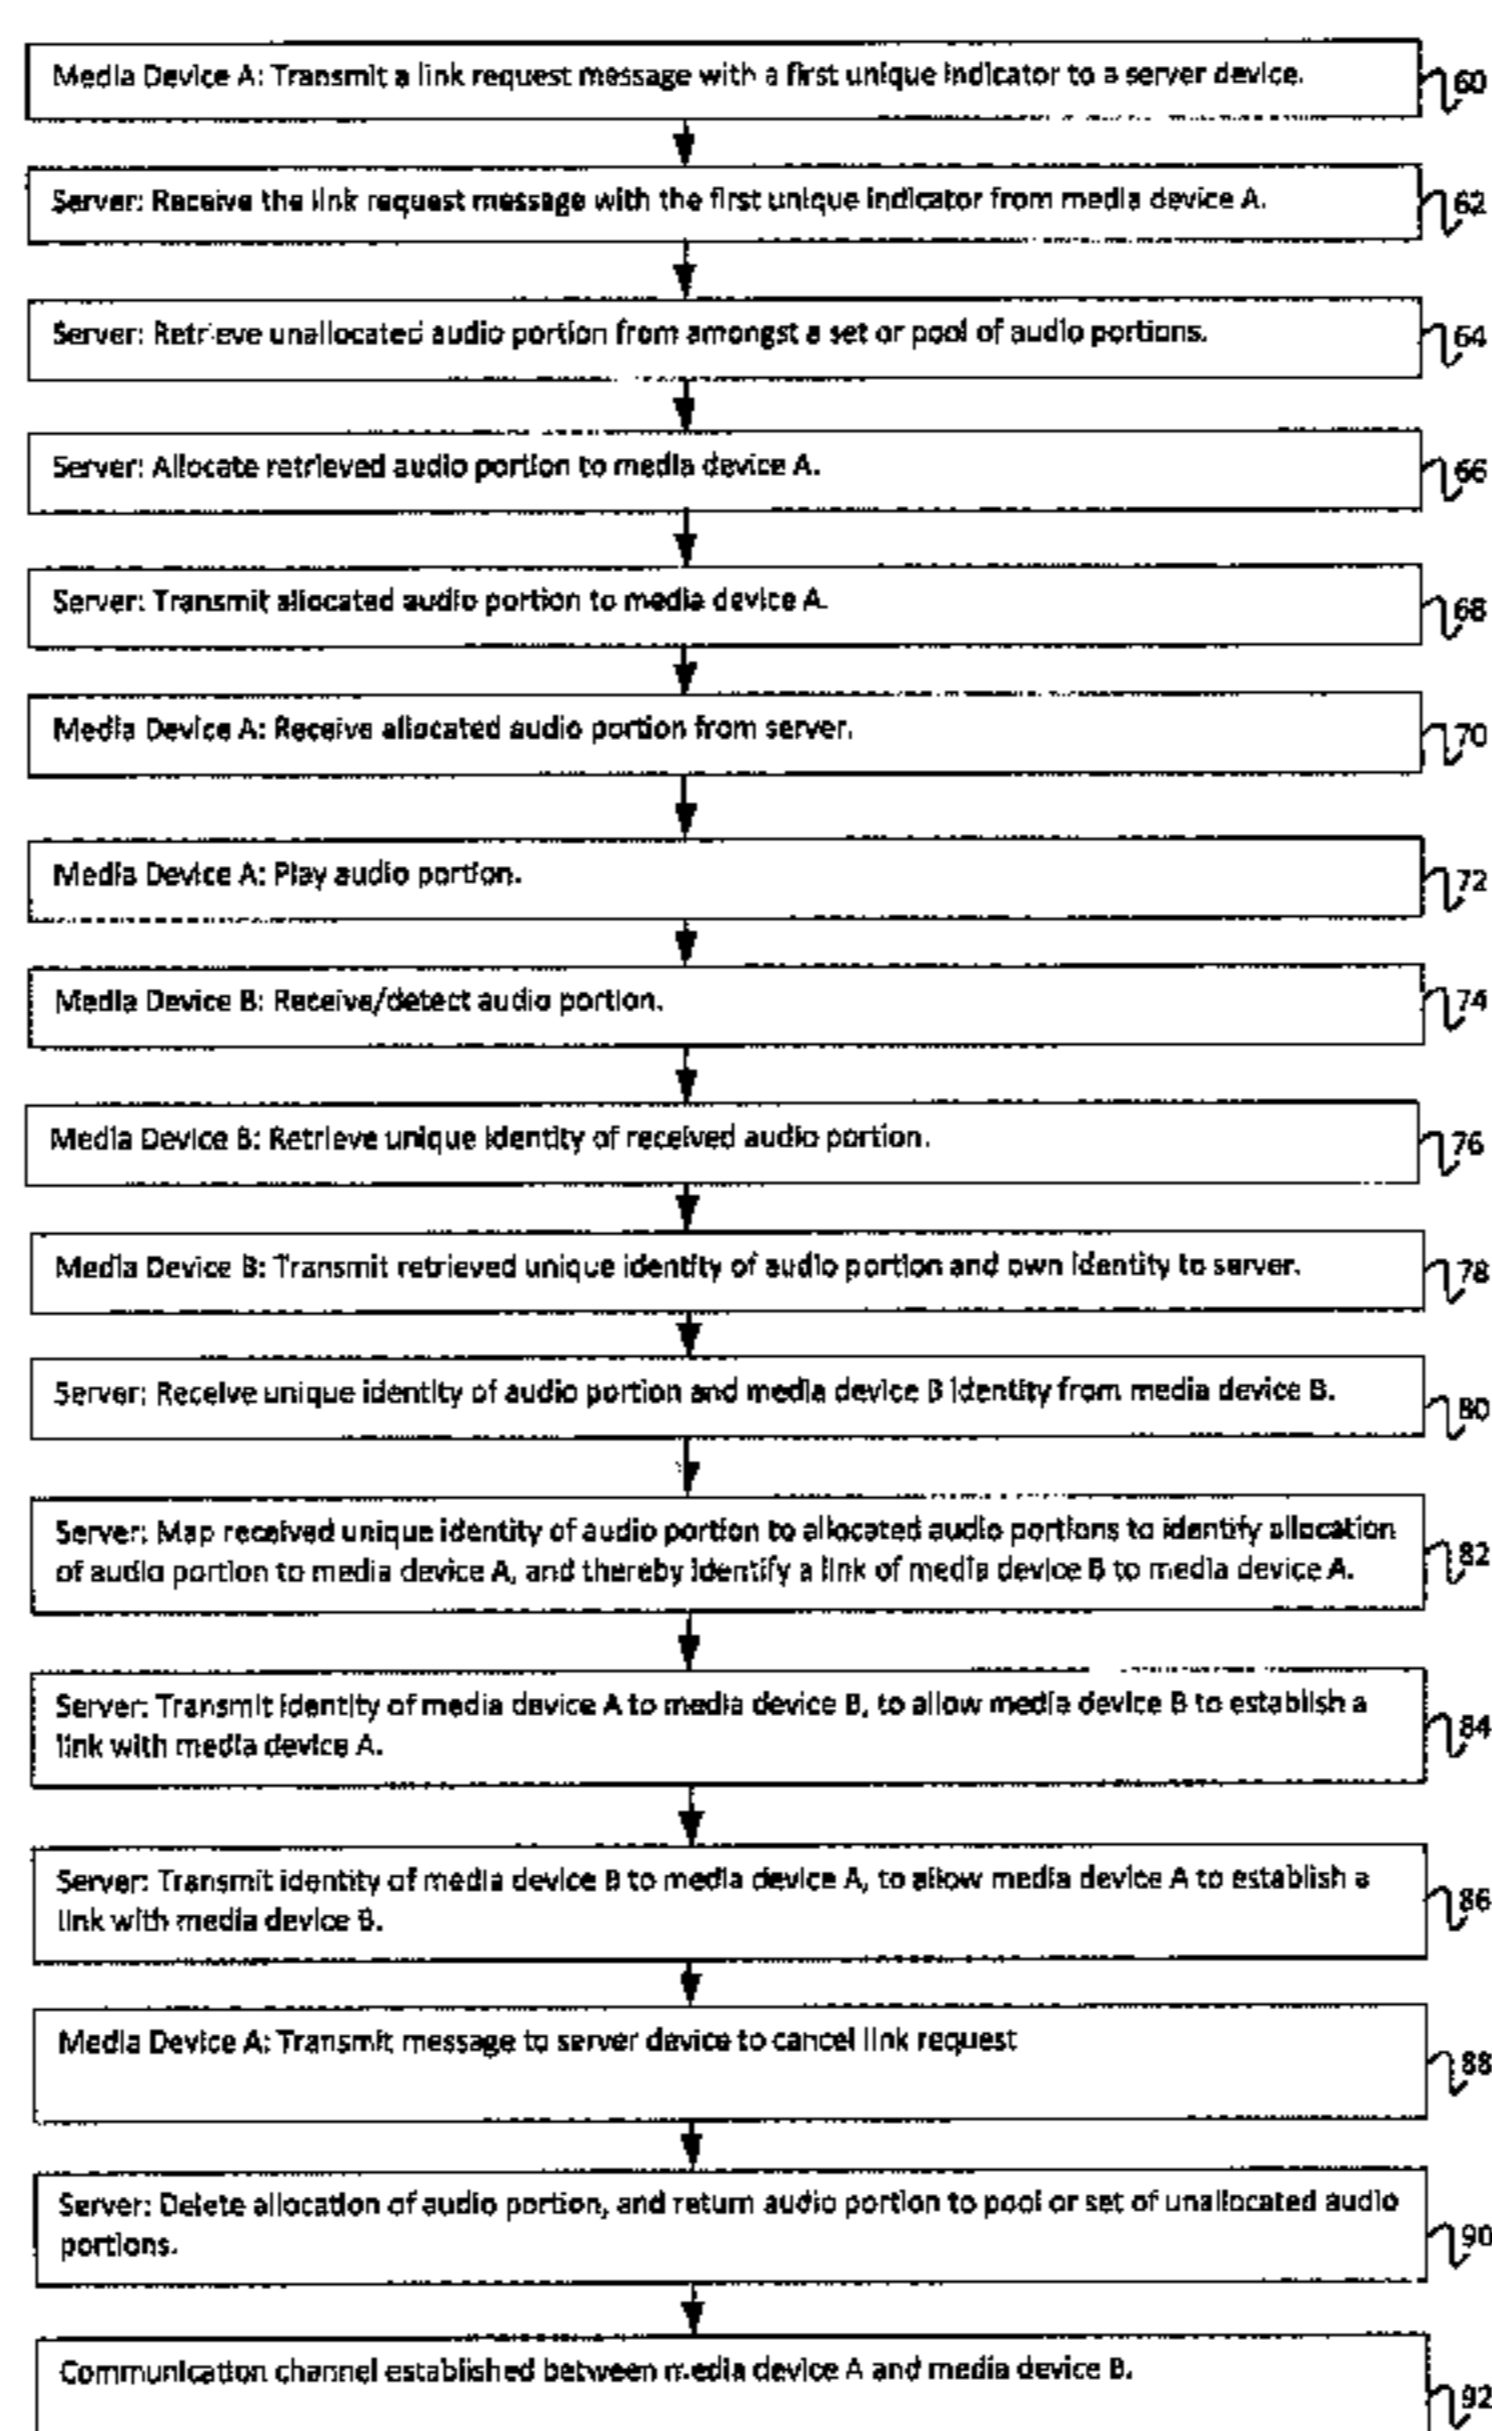 Media Device A: Transmit a link request message with a first unique indicator to a server device.
60
Server: Receive the link request message with the first unique indicator from media device A.
62
Server: Retrieve unallocated audio portion from amongst a set or pool of audio portions.
64
Server: Allocate retrieved audio portion to media device A.
66
Server: Transmit allocated audio portion to media device A.
68
Media Device A: Receive allocated audio portion from server.
70
Media Device A: Play audio portion.
72
Media Device B: Receive/detect audio portion.
74
Media Device B: Retrieve unique identity of received audio portion.
76
Media Device B: Transmit retrieved unique identity of audio portion and own identity to server.
78
Server: Receive unique identity of audio portion and media device B identity from media device B.
80
Server: Map received unique identity of audio portion to allocated audio portions to identify allocation
of audio portion to media device A, and thereby identify a link of media device B to media device A.
82
Server: Transmit identity of media device A to media device B, to allow media device B to establish a
link with media device A.
84
Server: Transmit identity of media device B to media device A, to allow media device A to establish a
link with media device B.
86
Media Device A: Transmit message to server device to cancel link request
88
Server: Delete allocation of audio portion, and return audio portion to pool or set of unallocated audio
portions.
90
Communication channel established between media device A and media device B.
92